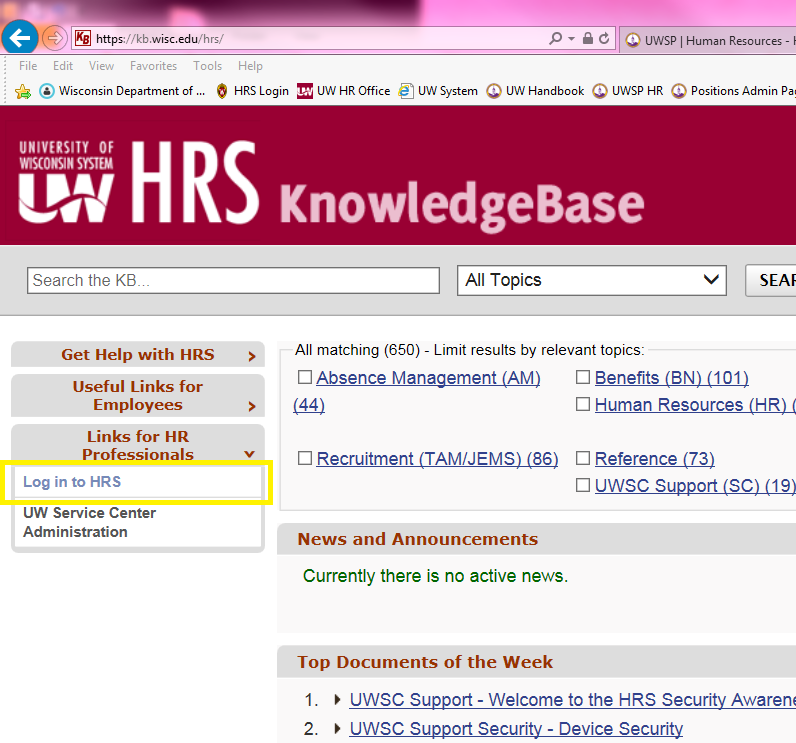 KB https://kb.wisc.edu/hrs/
UWSP | Human Resources -
File Edit View Favorites Tools Help
Wisconsin Department of ... HRS Login UW HR Office UW System UW Handbook UWSP HR Positions Admin Pa
UNIVERSITY OF
WISCONSIN SYSTEM
UW HRS KnowledgeBase
Search the KB... All Topics SEAR
Get Help with HRS
Useful Links for
Employees
Links for HR
Professionals
Log in to HRS
UW Service Center
Administration
All matching (650) - Limit results by relevant topics:
Absence Management (AM) Benefits (BN) (101)
(44) Human Resources (HR) (
Recruitment (TAM/JEMS) (86) Reference (73)
UWSC Support (SC) (19)
News and Announcements
Currently there is no active news.
Top Documents of the Week
1. UWSC Support - Welcome to the HRS Security Awarene
2. UWSC Support Security - Device Security